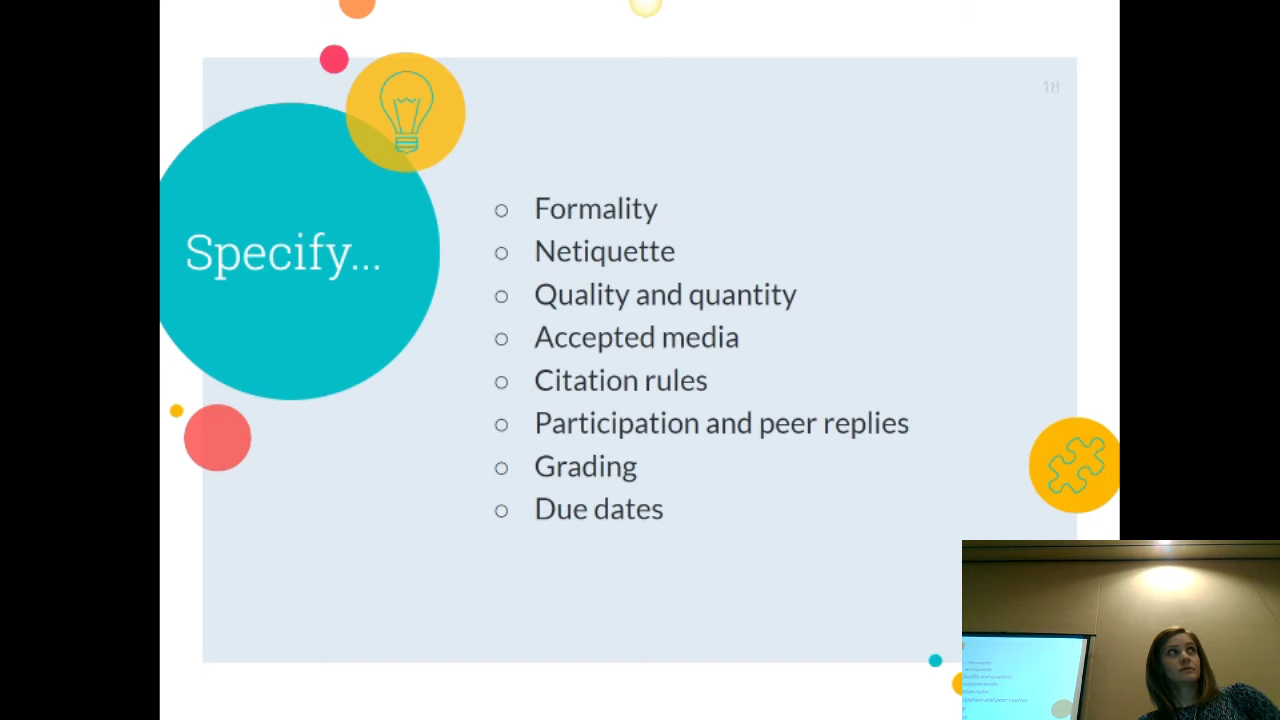 18
Specify...
Formality
Netiquette
Quality and quantity
Accepted media
Citation rules
Participation and peer replies
Grading
Due dates